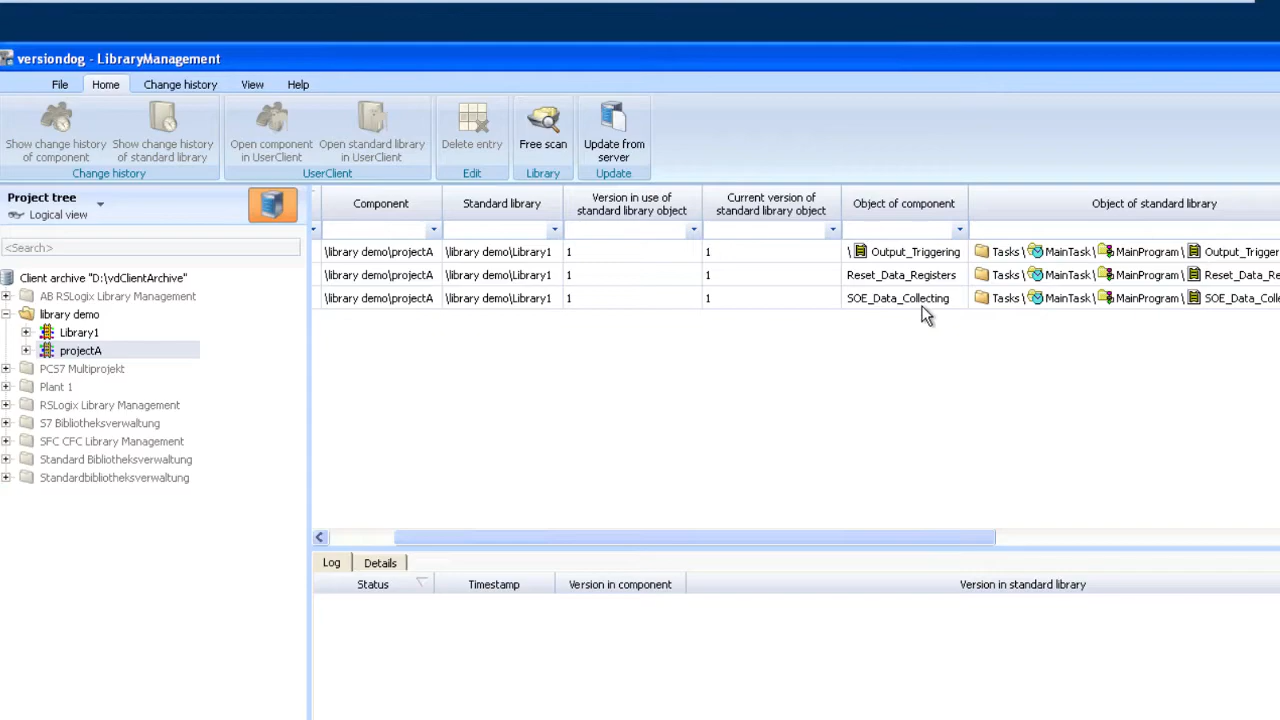 versiondog - LibraryManagement
File Home Change history View Help
Show change history of component
Show change history of standard library
Open component in UserClient
Open standard library in UserClient
Delete entry
Free scan
Update from server
Change history UserClient Edit Library Update
Project tree
Logical view
<Search>
Client archive "D:\vdClientArchive"
AB RSLogix Library Management
library demo
Library1
projectA
PCS7 Multiprojekt
Plant 1
RSLogix Library Management
S7 Bibliotheksverwaltung
SFC CFC Library Management
Standard Bibliotheksverwaltung
Standardbibliotheksverwaltung
Component Standard library Version in use of standard library object Current version of standard library object Object of component Object of standard library
\library demo\projectA \library demo\Library1 1 1 \ Output_Triggering Tasks\ MainTask\ MainProgram\ Output_Trigger
\library demo\projectA \library demo\Library1 1 1 Reset_Data_Registers Tasks\ MainTask\ MainProgram\ Reset_Data_Re
\library demo\projectA \library demo\Library1 1 1 SOE_Data_Collecting Tasks\ MainTask\ MainProgram\ SOE_Data_Colle
Log Details
Status Timestamp Version in component Version in standard library